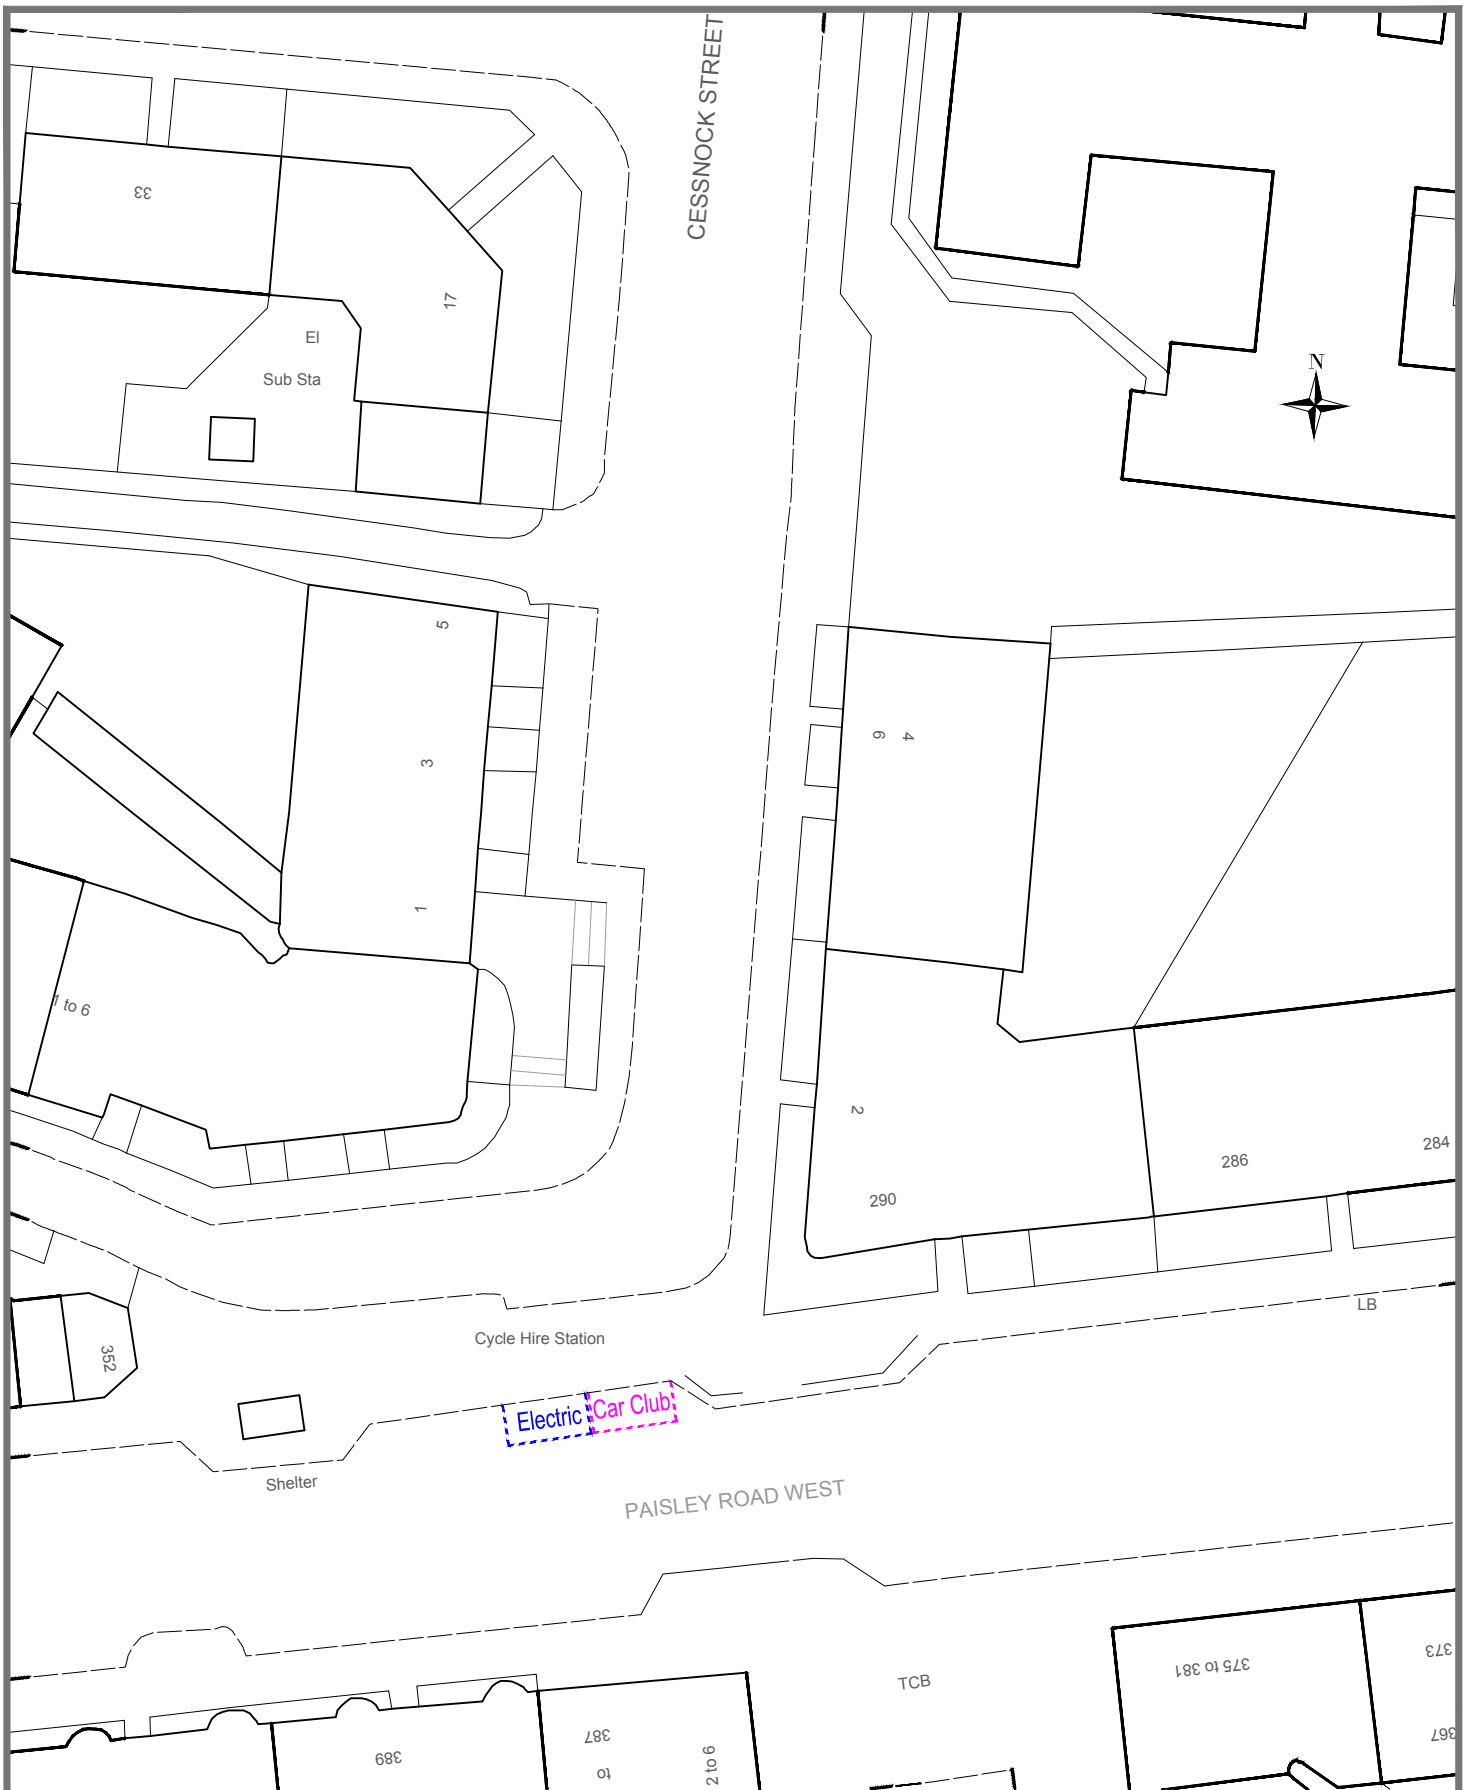 CESSNOCK STREET
33
17
El
Sub Sta
N
5
3
6
4
1
1 to 6
2
290
286
284
LB
Cycle Hire Station
352
Electric
Car Club
Shelter
PAISLEY ROAD WEST
TCB
375 to 381
373
367
389
387
to
2 to 6